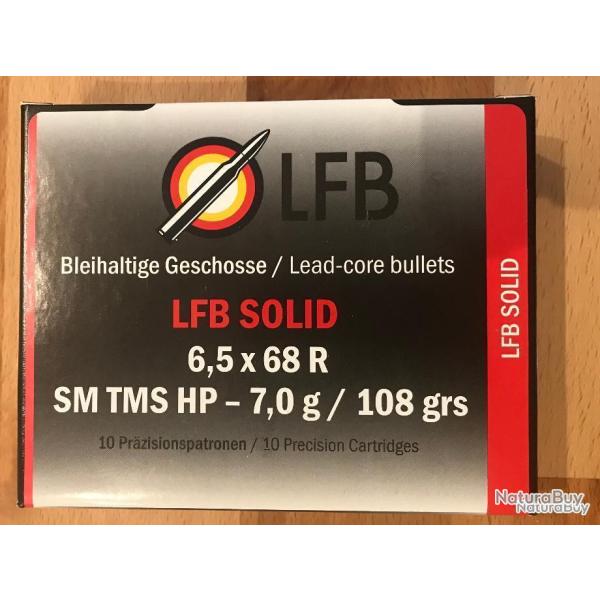 LFB
Bleihaltige Geschosse / Lead-core bullets
LFB SOLID
6,5 x 68 R
SM TMS HP – 7,0 g / 108 grs
10 Präzisionspatronen / 10 Precision Cartridges
LFB SOLID
NaturaBuy
NaturaBuy